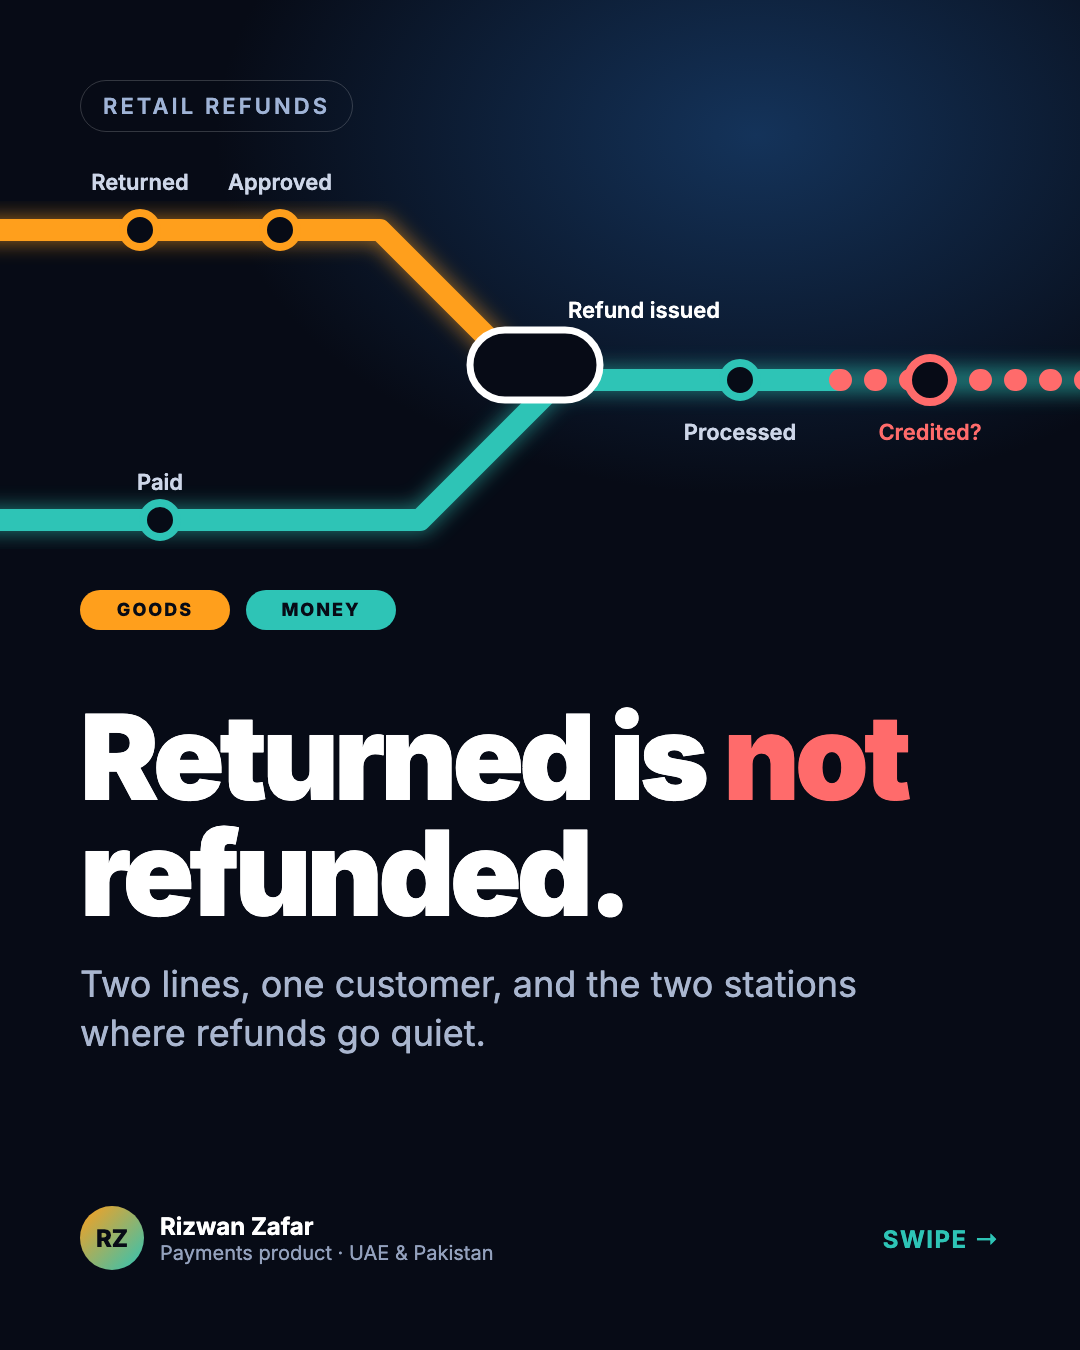 RETAIL REFUNDS
Returned
Approved
Refund issued
Processed
Credited?
Paid
GOODS
MONEY
Returned is not
refunded.
Two lines, one customer, and the two stations
where refunds go quiet.
RZ
Rizwan Zafar
Payments product · UAE & Pakistan
SWIPE →